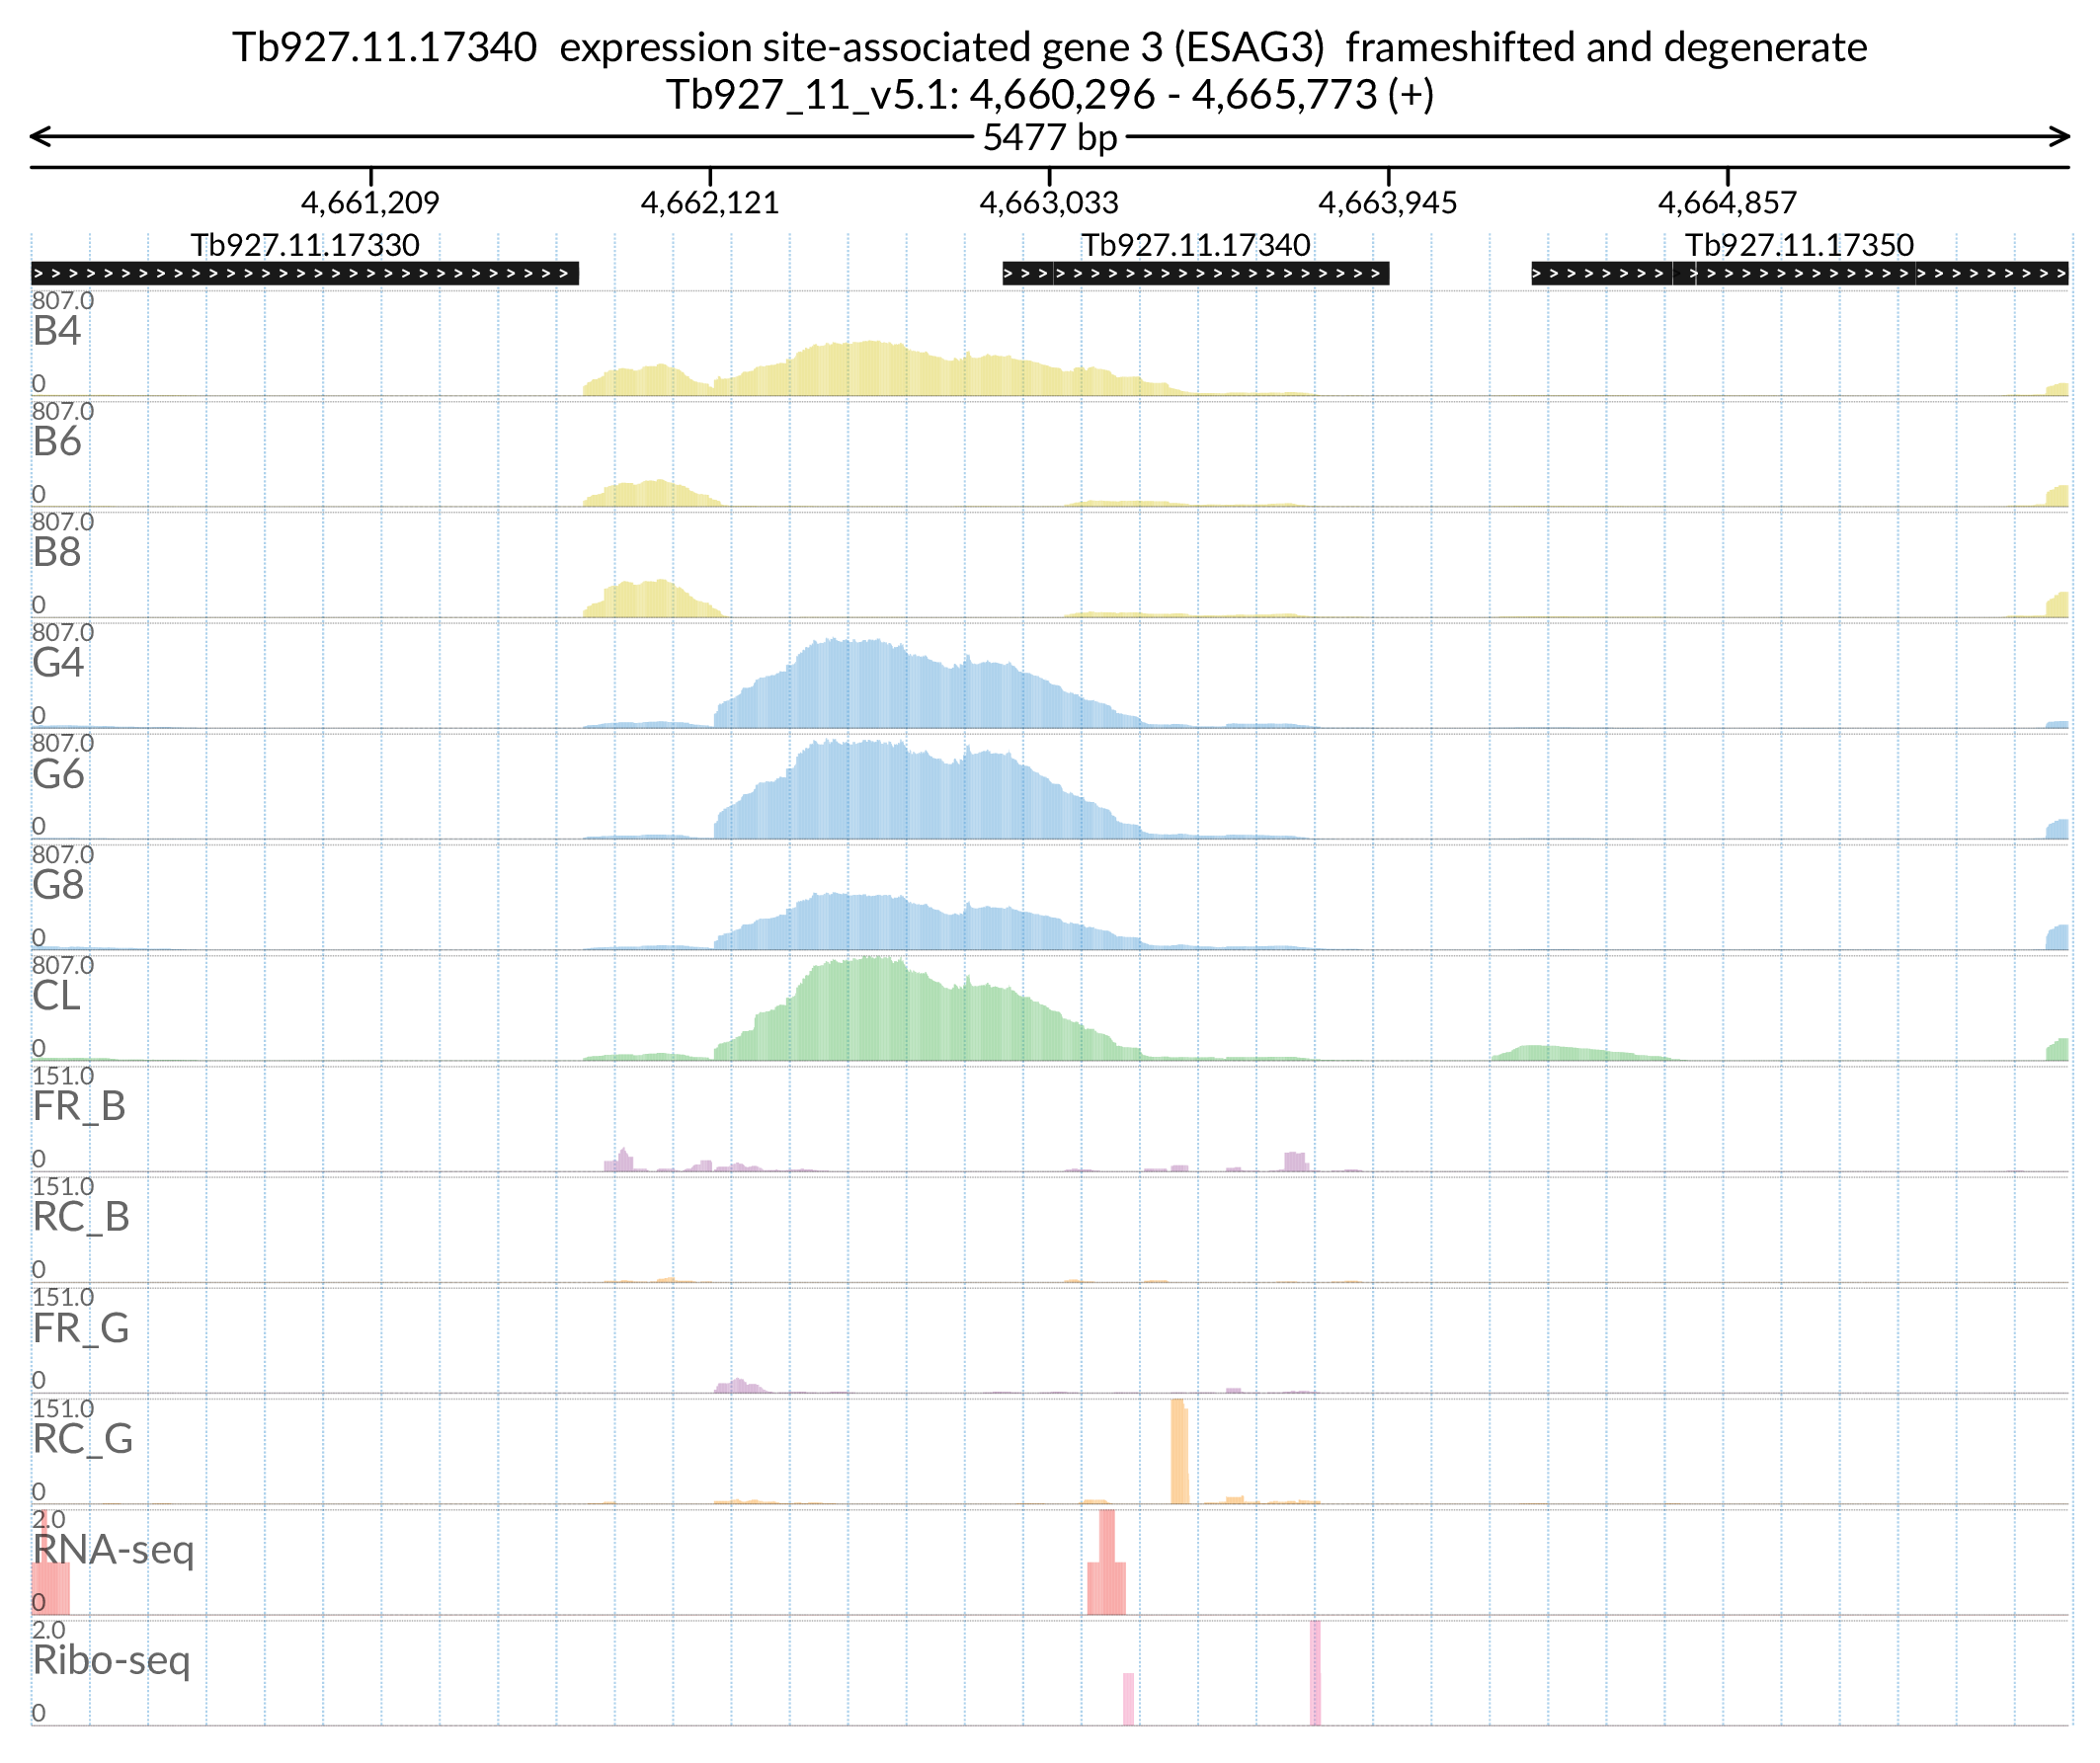 Tb927.11.17340  expression site-associated gene 3 (ESAG3)  frameshifted and degenerate
Tb927_11_v5.1: 4,660,296 - 4,665,773 (+)
5477 bp
4,661,209 4,662,121 4,663,033 4,663,945 4,664,857
Tb927.11.17330 Tb927.11.17340 Tb927.11.17350
807.0
B4
0
807.0
B6
0
807.0
B8
0
807.0
G4
0
807.0
G6
0
807.0
G8
0
807.0
CL
0
151.0
FR_B
0
151.0
RC_B
0
151.0
FR_G
0
151.0
RC_G
0
2.0
RNA-seq
0
2.0
Ribo-seq
0